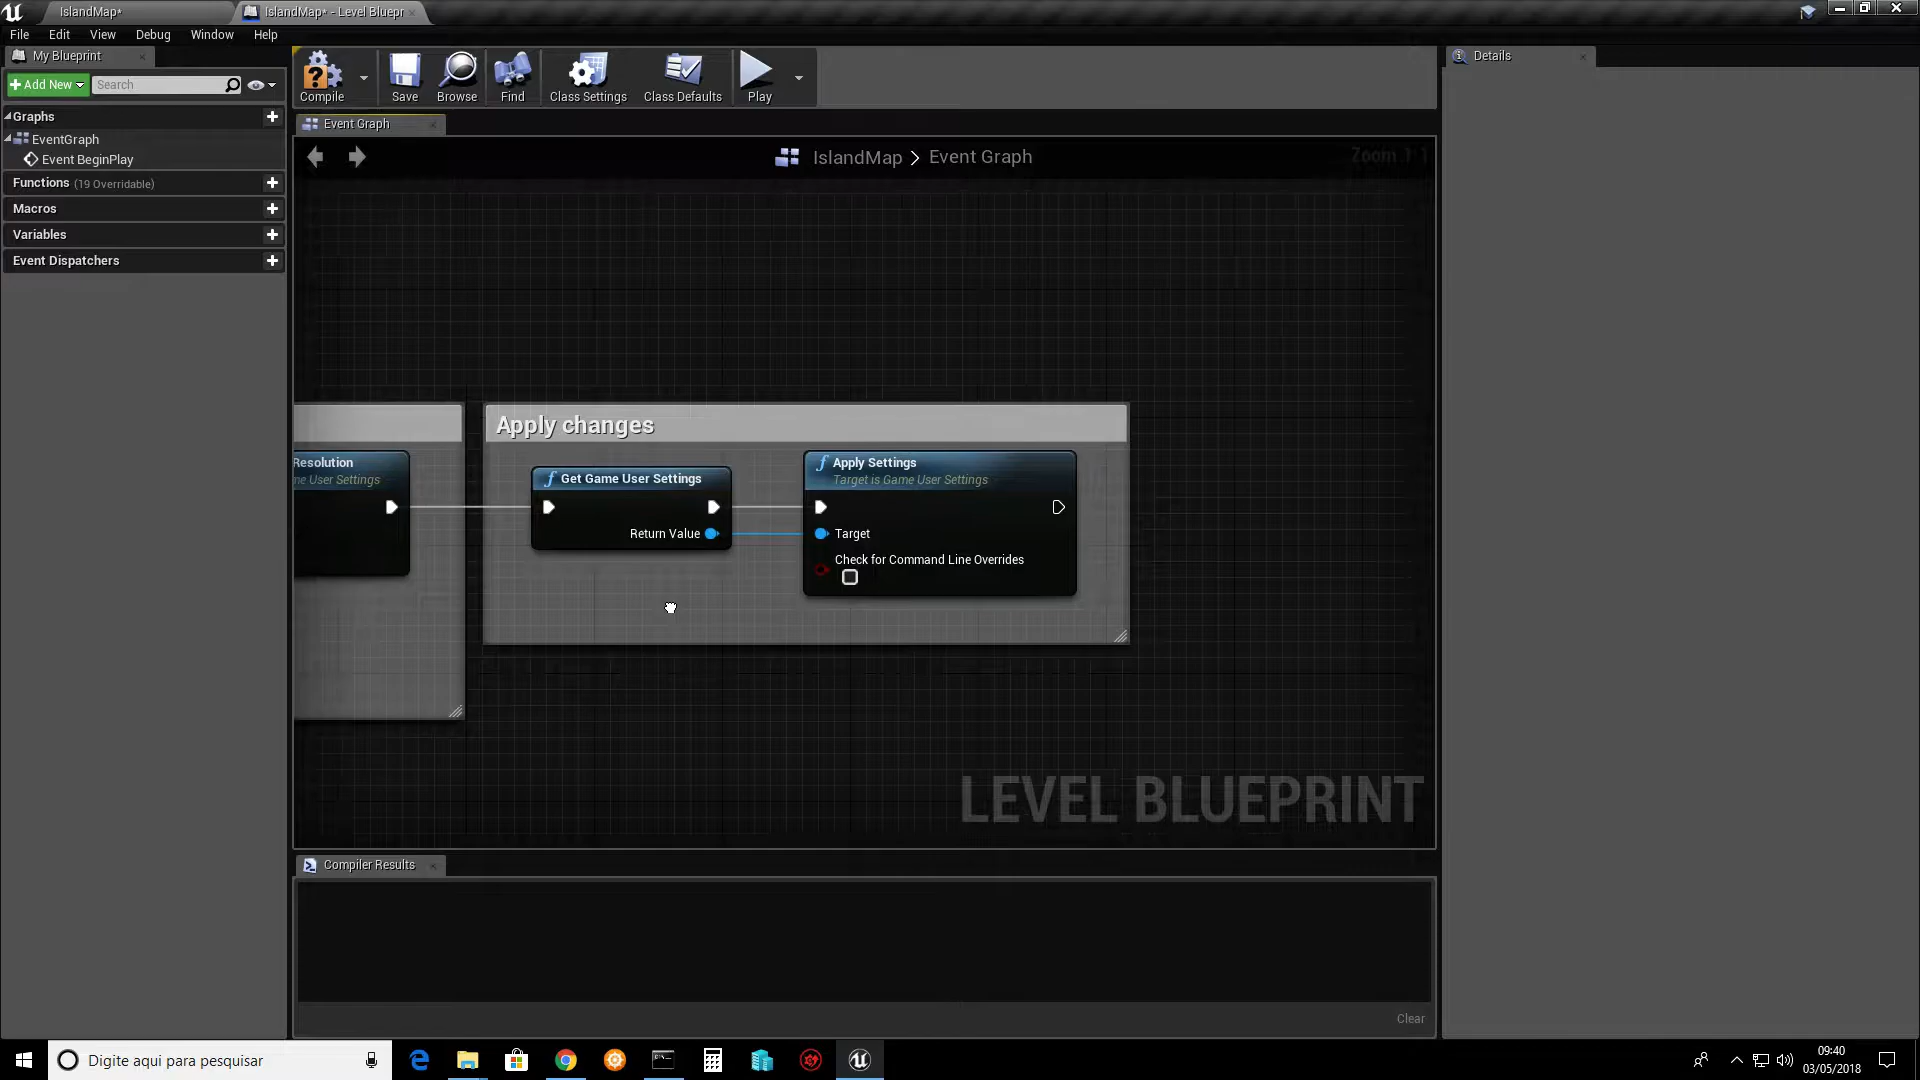 IslandMap*
IslandMap* - Level Bluepr
File Edit View Debug Window Help
My Blueprint
Add New
Search
Graphs
EventGraph
Event BeginPlay
Functions (19 Overridable)
Macros
Variables
Event Dispatchers
Compile
Save
Browse
Find
Class Settings
Class Defaults
Play
Event Graph
IslandMap > Event Graph
Zoom 1:1
Resolution
ne User Settings
Apply changes
Get Game User Settings
Return Value
Apply Settings
Target is Game User Settings
Target
Check for Command Line Overrides
LEVEL BLUEPRINT
Compiler Results
Clear
Details
Digite aqui para pesquisar
09:40
03/05/2018